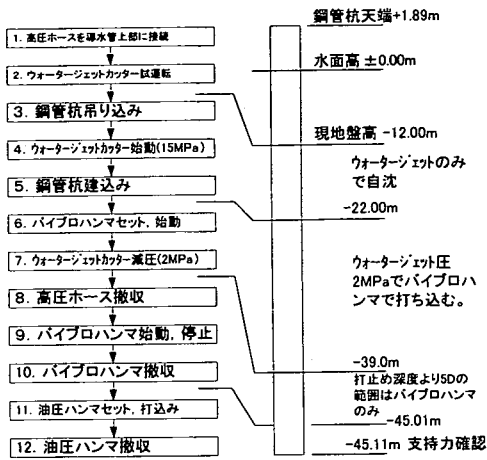 1. 高圧ホースを導水管上部に接続
2. ウォータージェットカッター試運転
3. 鋼管杭吊り込み
4. ウォータージェットカッター始動(15MPa)
5. 鋼管杭建込み
6. バイブロハンマセット, 始動
7. ウォータージェットカッター減圧(2MPa)
8. 高圧ホース撤収
9. バイブロハンマ始動, 停止
10. バイブロハンマ撤収
11. 油圧ハンマセット, 打込み
12. 油圧ハンマ撤収
鋼管杭天端+1.89m
水面高 ±0.00m
現地盤高 -12.00m
ウォータージェットのみ
で自沈
-22.00m
ウォータージェット圧
2MPaでバイブロハ
ンマで打ち込む。
-39.0m
打止め深度より5Dの
範囲はバイブロハンマ
のみ
-45.01m
-45.11m 支持力確認